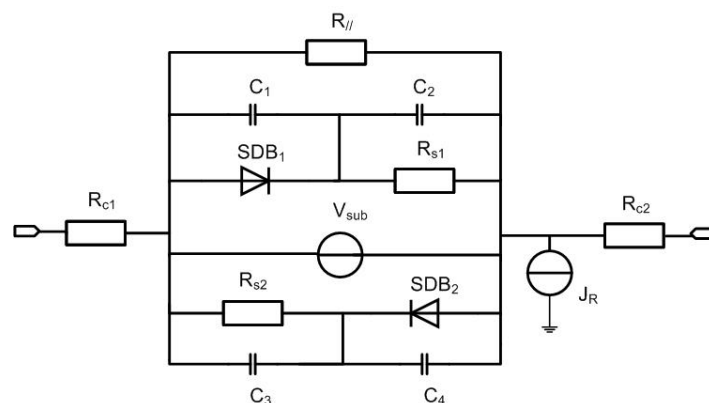 R//
C1 C2
SDB1 Rs1
Rc1 Vsub Rc2
Rs2 SDB2 JR
C3 C4